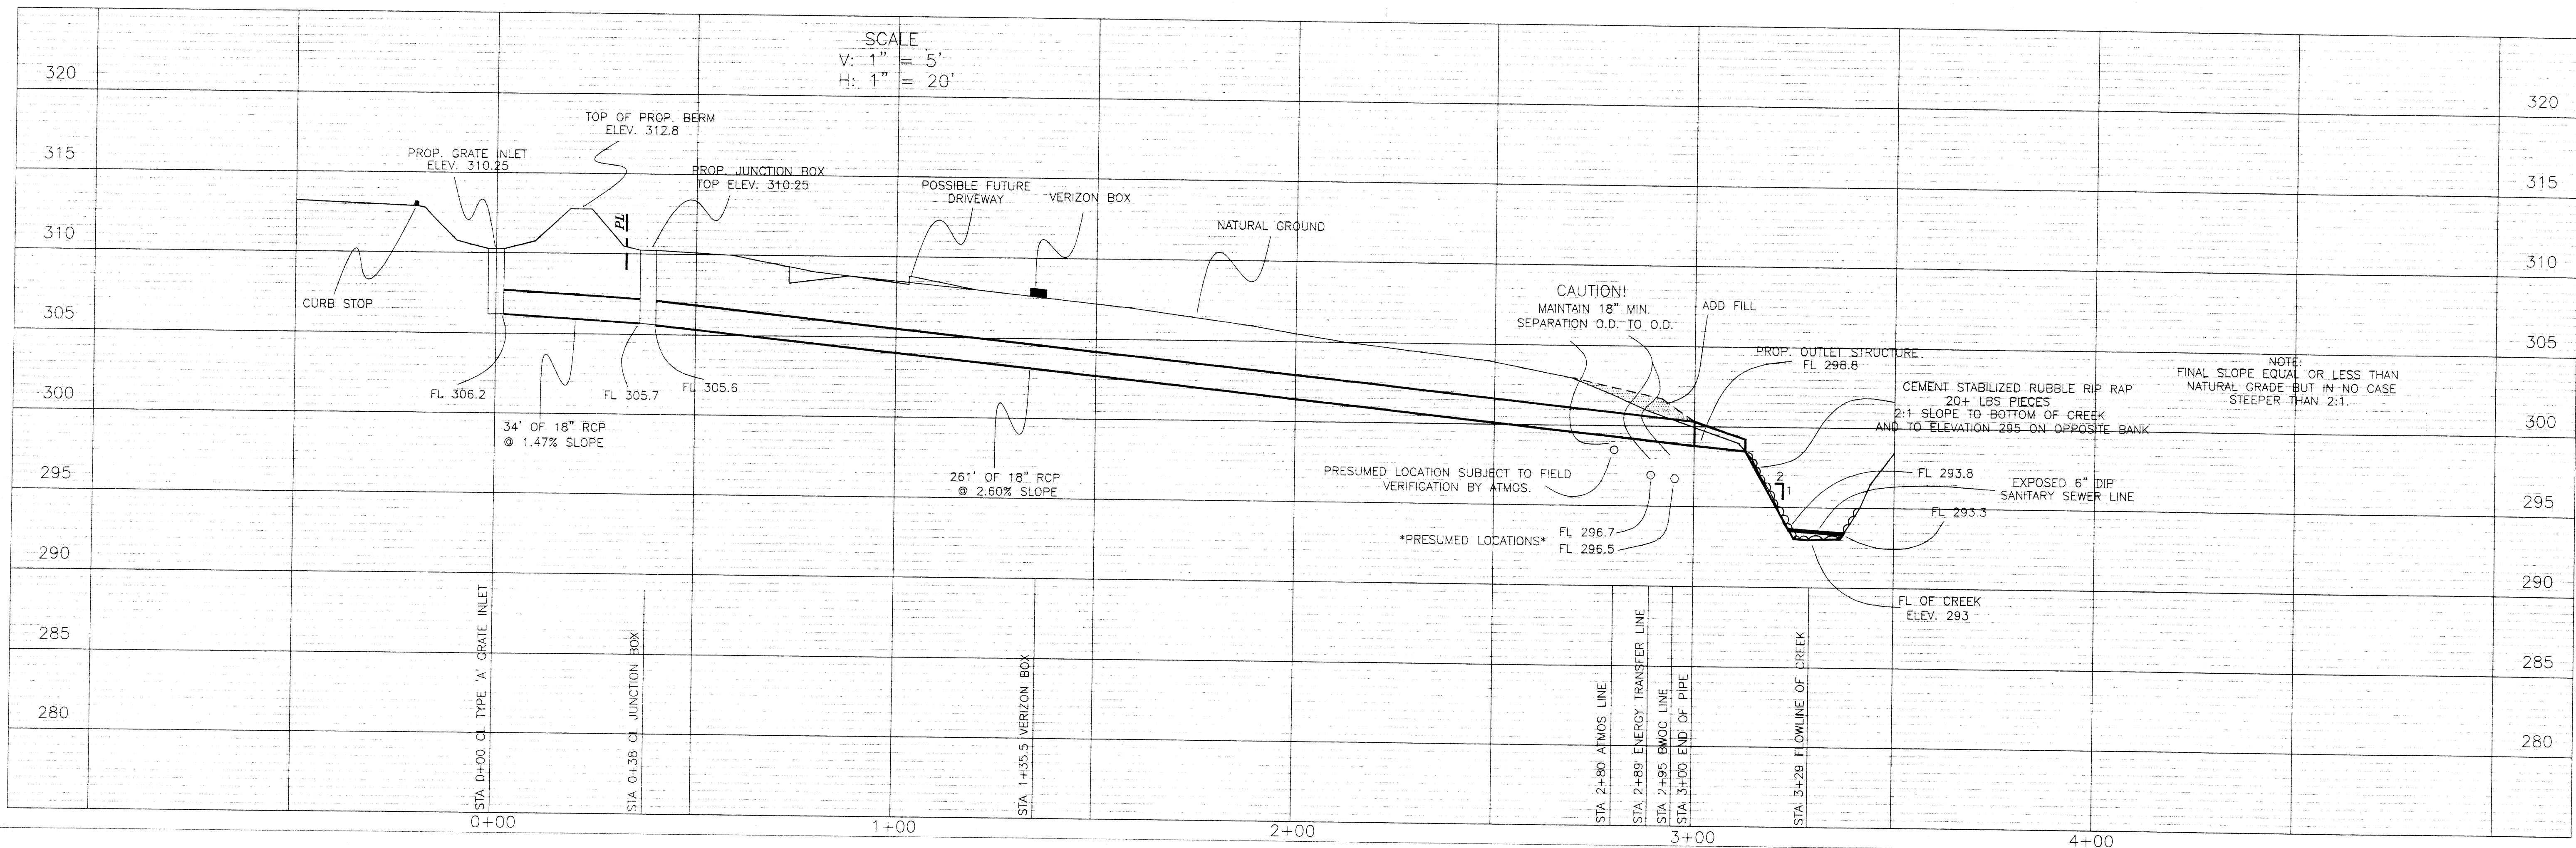 SCALE
V: 1" = 5'
H: 1" = 20'
320
320
TOP OF PROP. BERM
ELEV. 312.8
315
315
PROP. GRATE INLET
ELEV. 310.25
PROP. JUNCTION BOX
TOP ELEV. 310.25
POSSIBLE FUTURE
DRIVEWAY
VERIZON BOX
NATURAL GROUND
PL
310
310
CURB STOP
CAUTION!
MAINTAIN 18" MIN.
SEPARATION O.D. TO O.D.
ADD FILL
305
305
PROP. OUTLET STRUCTURE
FL 298.8
NOTE:
FINAL SLOPE EQUAL OR LESS THAN
NATURAL GRADE BUT IN NO CASE
STEEPER THAN 2:1.
FL 306.2
FL 305.7
FL 305.6
CEMENT STABILIZED RUBBLE RIP RAP
20+ LBS PIECES
2:1 SLOPE TO BOTTOM OF CREEK
AND TO ELEVATION 295 ON OPPOSITE BANK
300
300
34' OF 18" RCP
@ 1.47% SLOPE
261' OF 18" RCP
@ 2.60% SLOPE
PRESUMED LOCATION SUBJECT TO FIELD
VERIFICATION BY ATMOS.
2
1
FL 293.8
EXPOSED 6" DIP
SANITARY SEWER LINE
FL 293.3
295
295
*PRESUMED LOCATIONS*
FL 296.7
FL 296.5
290
290
FL OF CREEK
ELEV. 293
285
285
280
280
STA 0+00 CL TYPE 'A' GRATE INLET
STA 0+38 CL JUNCTION BOX
STA 1+35.5 VERIZON BOX
STA 2+80 ATMOS LINE
STA 2+89 ENERGY TRANSFER LINE
STA 2+95 BWOC LINE
STA 3+00 END OF PIPE
STA 3+29 FLOWLINE OF CREEK
0+00
1+00
2+00
3+00
4+00